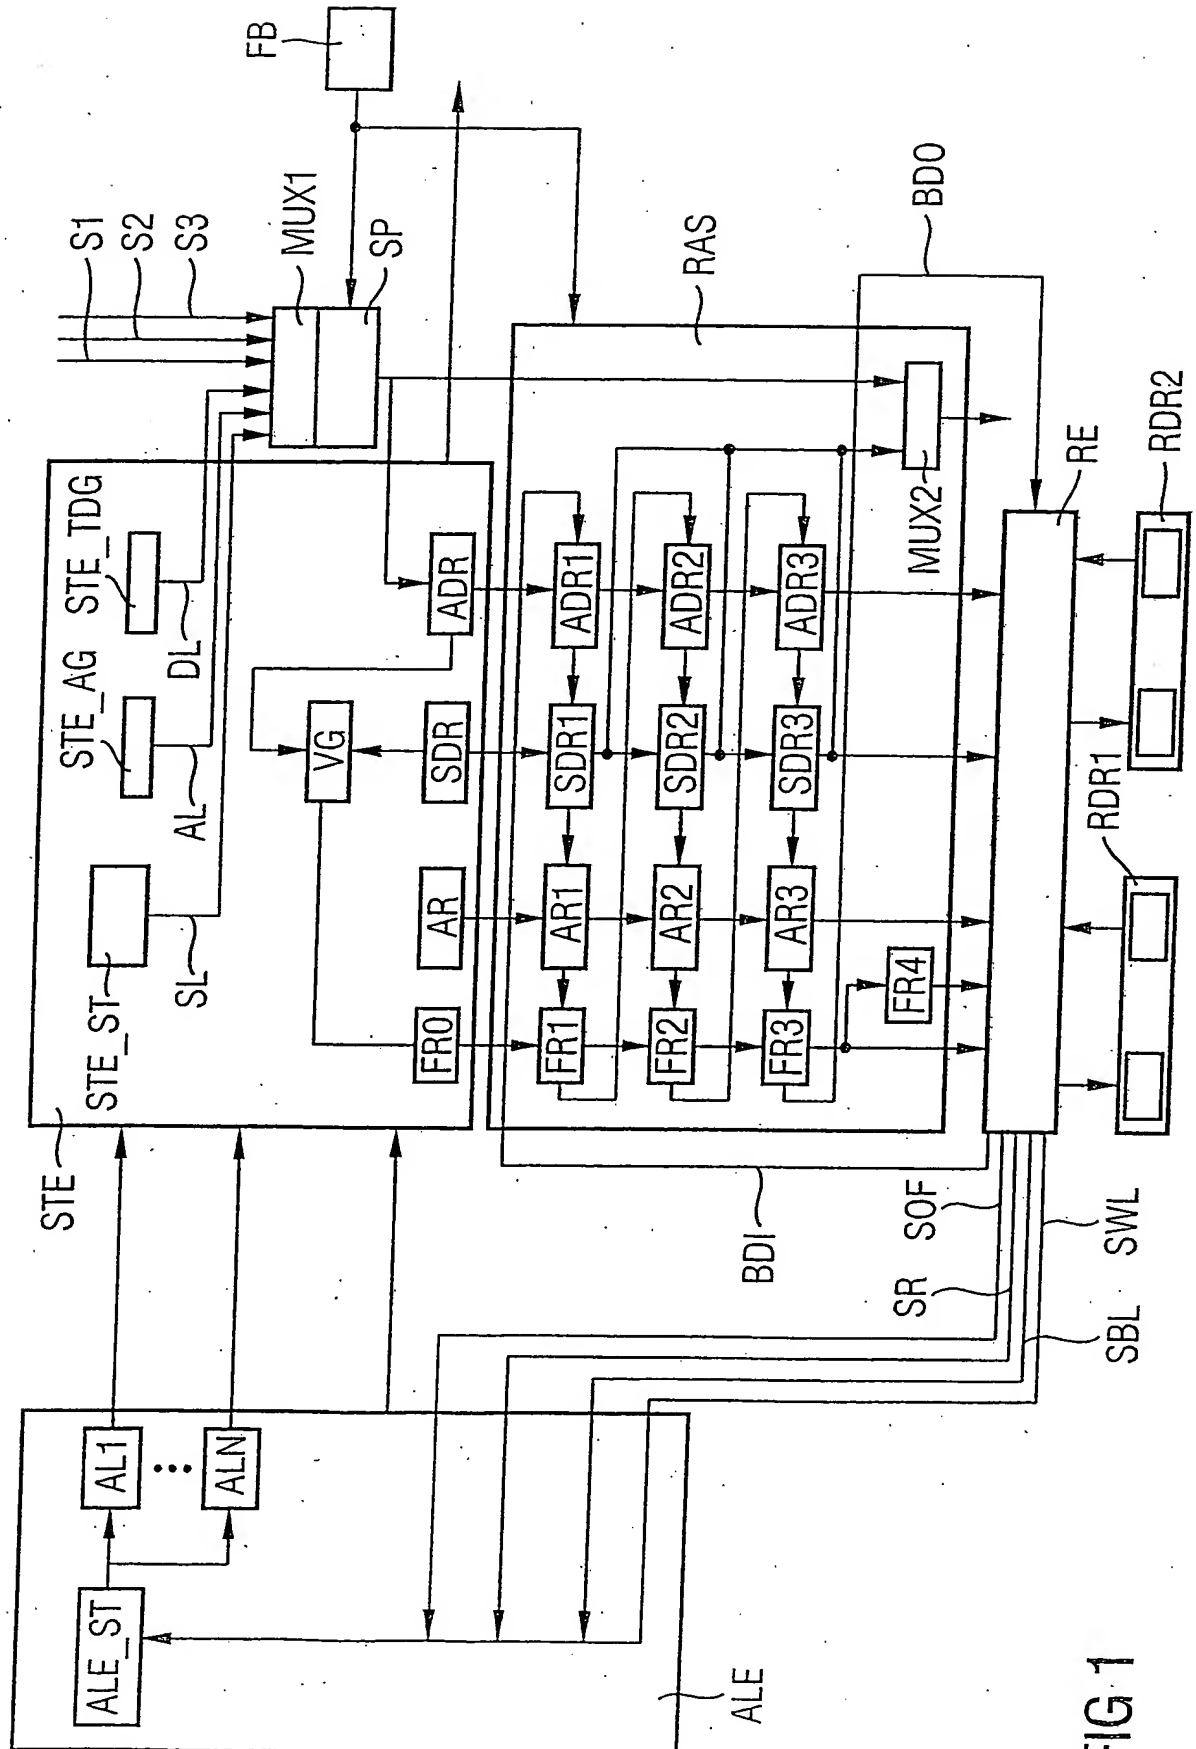 FB
S1
S2
S3
MUX1
SP
RAS
BDO
STE_TDG
STE_AG
STE_ST
STE
DL
AL
SL
VG
ADR
SDR
AR
FR0
ADR1
SDR1
AR1
FR1
ADR2
SDR2
AR2
FR2
ADR3
SDR3
AR3
FR3
FR4
MUX2
RE
RDR2
RDR1
BDI
SOF
SR
SBL
SWL
AL1
ALN
ALE_ST
ALE
FIG 1